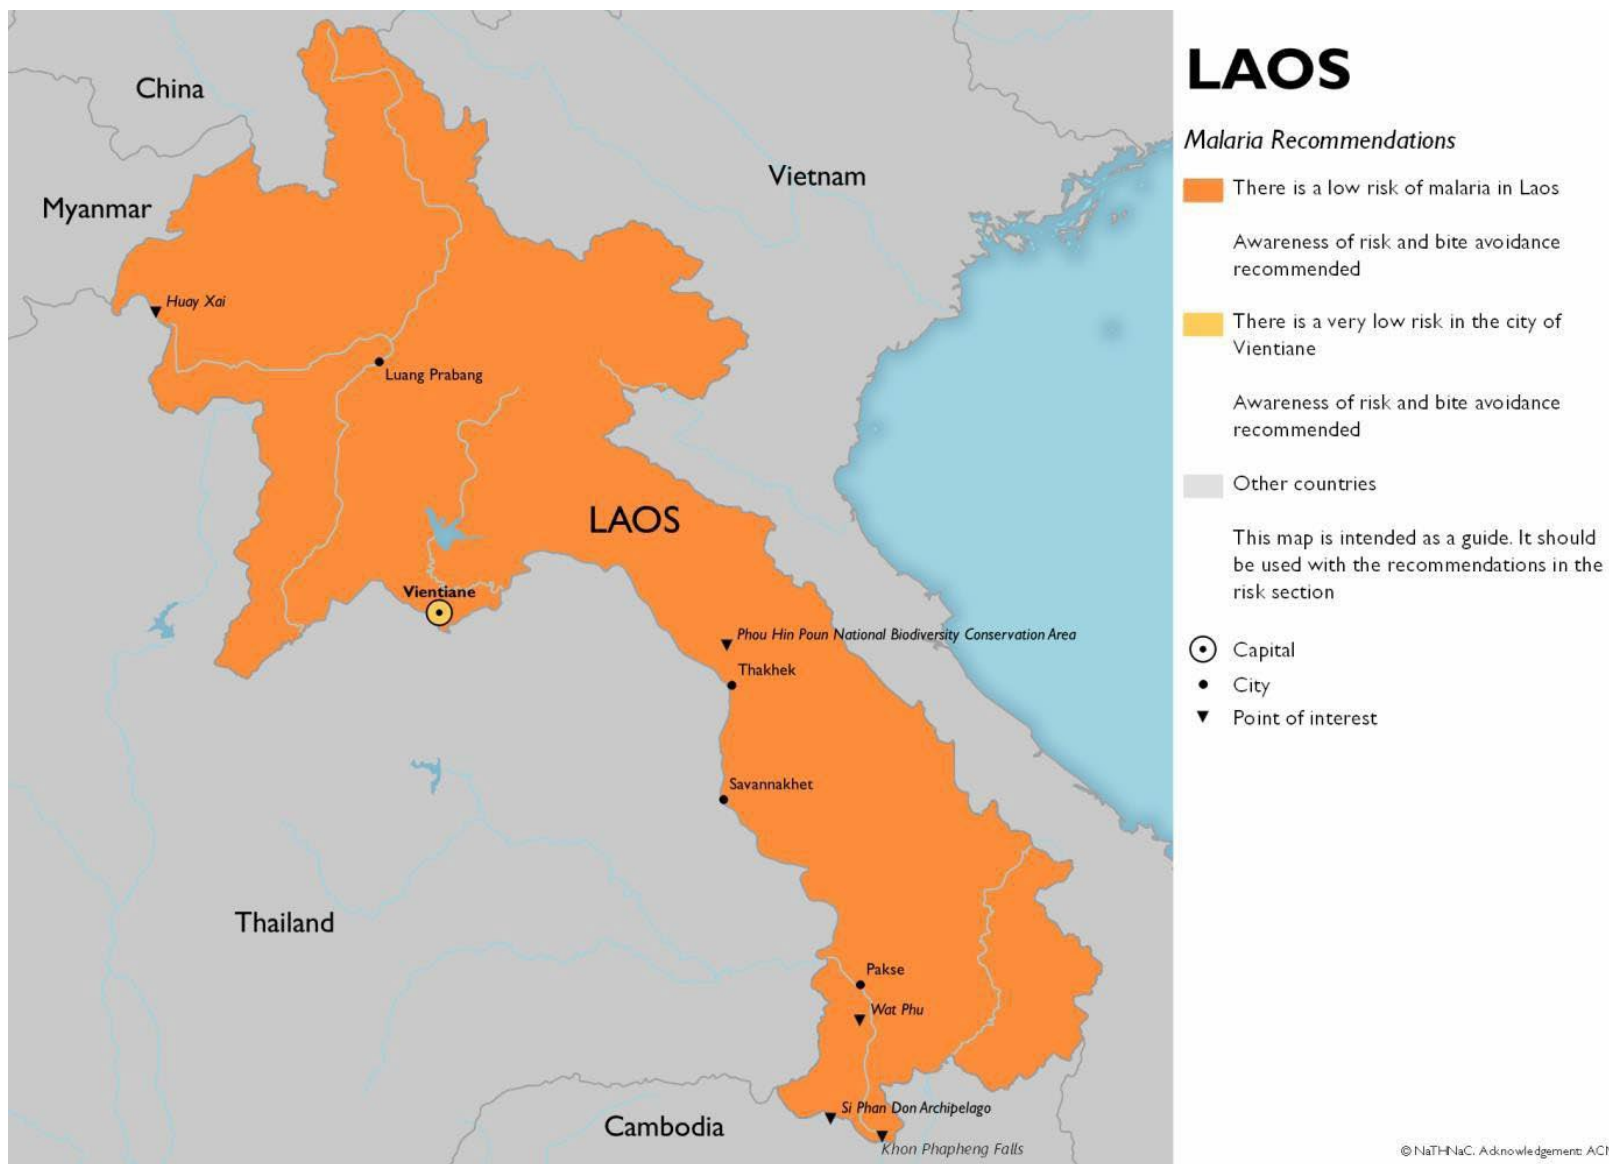 China
Myanmar
Vietnam
Huay Xai
Luang Prabang
LAOS
Vientiane
Phou Hin Poun National Biodiversity Conservation Area
Thakhek
Savannakhet
Thailand
Pakse
Wat Phu
Si Phan Don Archipelago
Cambodia
Khon Phapheng Falls
LAOS
Malaria Recommendations
There is a low risk of malaria in Laos
Awareness of risk and bite avoidance
recommended
There is a very low risk in the city of
Vientiane
Awareness of risk and bite avoidance
recommended
Other countries
This map is intended as a guide. It should
be used with the recommendations in the
risk section
Capital
City
Point of interest
© NaTHNaC. Acknowledgement: